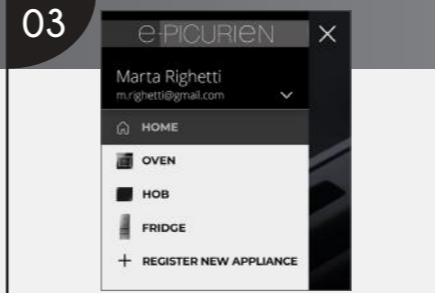 03
e-PICURIEN
Marta Righetti
m.righetti@gmail.com
HOME
OVEN
HOB
FRIDGE
REGISTER NEW APPLIANCE